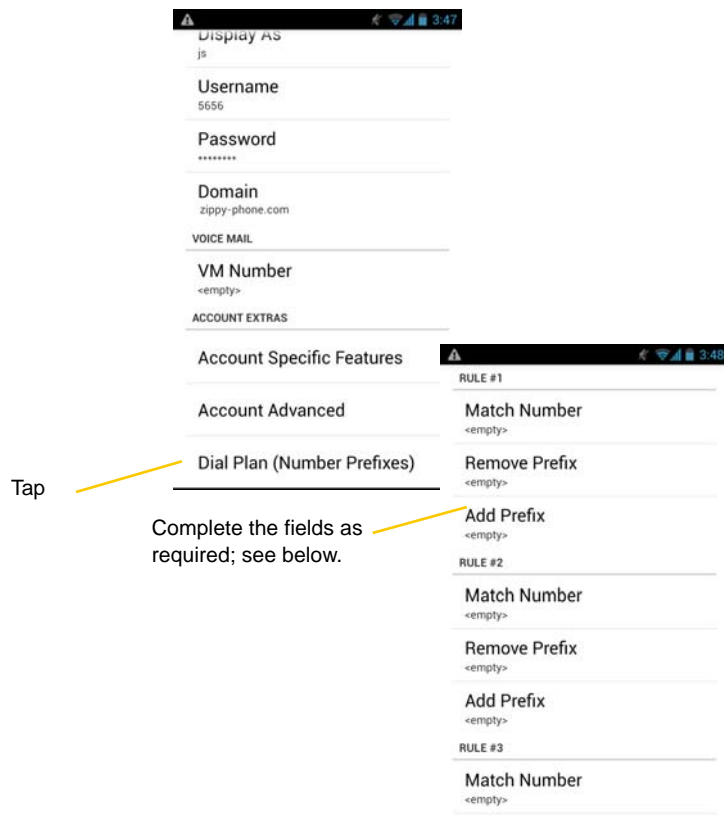 3:47
Display As
js
Username
5656
Password
********
Domain
zippy-phone.com
VOICE MAIL
VM Number
<empty>
ACCOUNT EXTRAS
Account Specific Features
Account Advanced
Dial Plan (Number Prefixes)
Tap
Complete the fields as
required; see below.
3:48
RULE #1
Match Number
<empty>
Remove Prefix
<empty>
Add Prefix
<empty>
RULE #2
Match Number
<empty>
Remove Prefix
<empty>
Add Prefix
<empty>
RULE #3
Match Number
<empty>